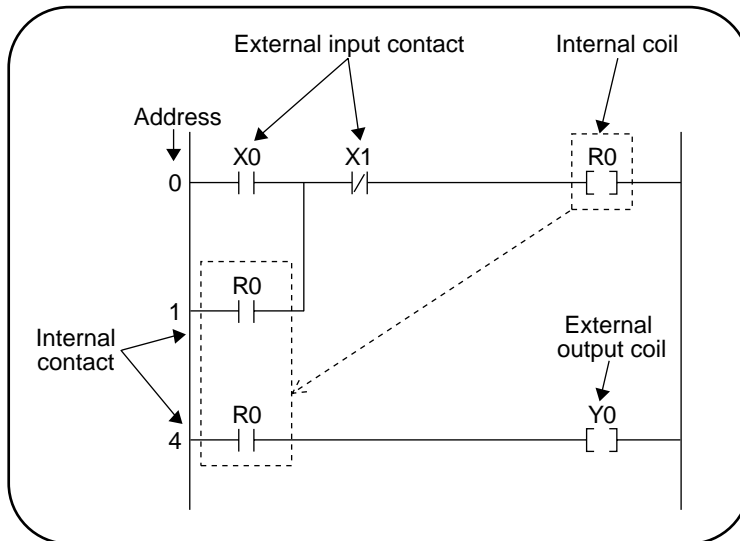 External input contact
Internal coil
Address
X0
X1
R0
0
R0
1
Internal
contact
External
output coil
R0
Y0
4